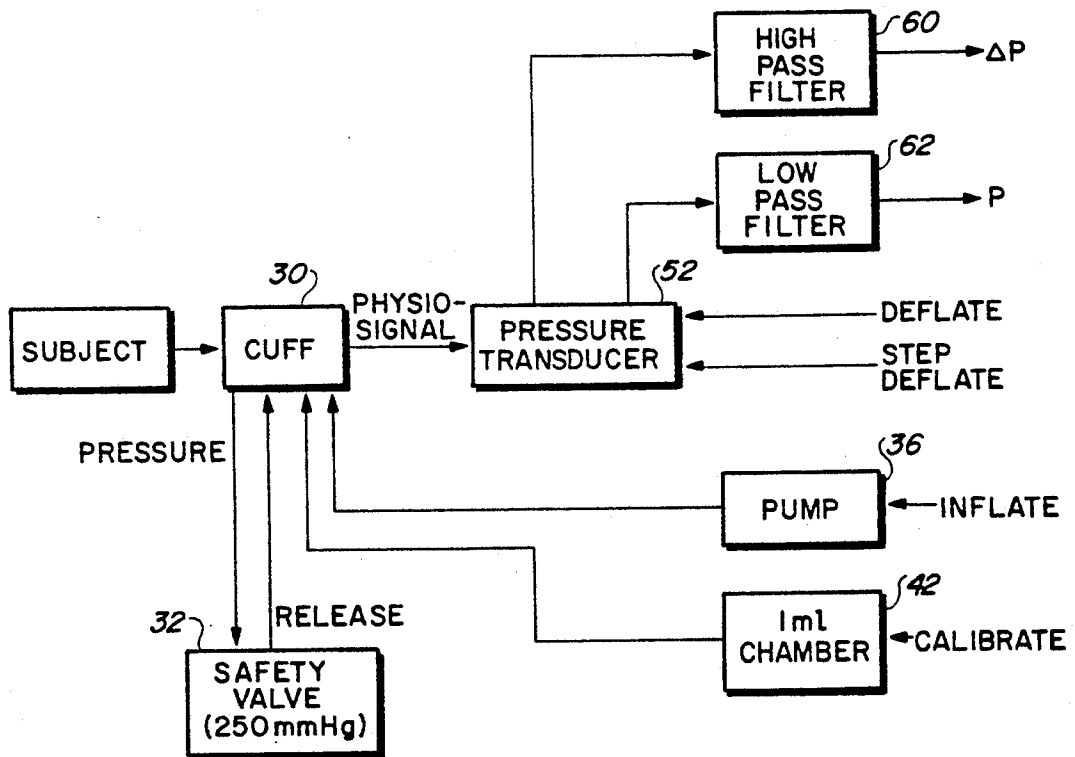 60
HIGH
PASS
FILTER
ΔP
62
LOW
PASS
FILTER
P
30
PHYSIO-
SIGNAL
52
SUBJECT
CUFF
PRESSURE
TRANSDUCER
DEFLATE
STEP
DEFLATE
PRESSURE
36
PUMP
INFLATE
42
1ml
CHAMBER
CALIBRATE
RELEASE
32
SAFETY
VALVE
(250mmHg)